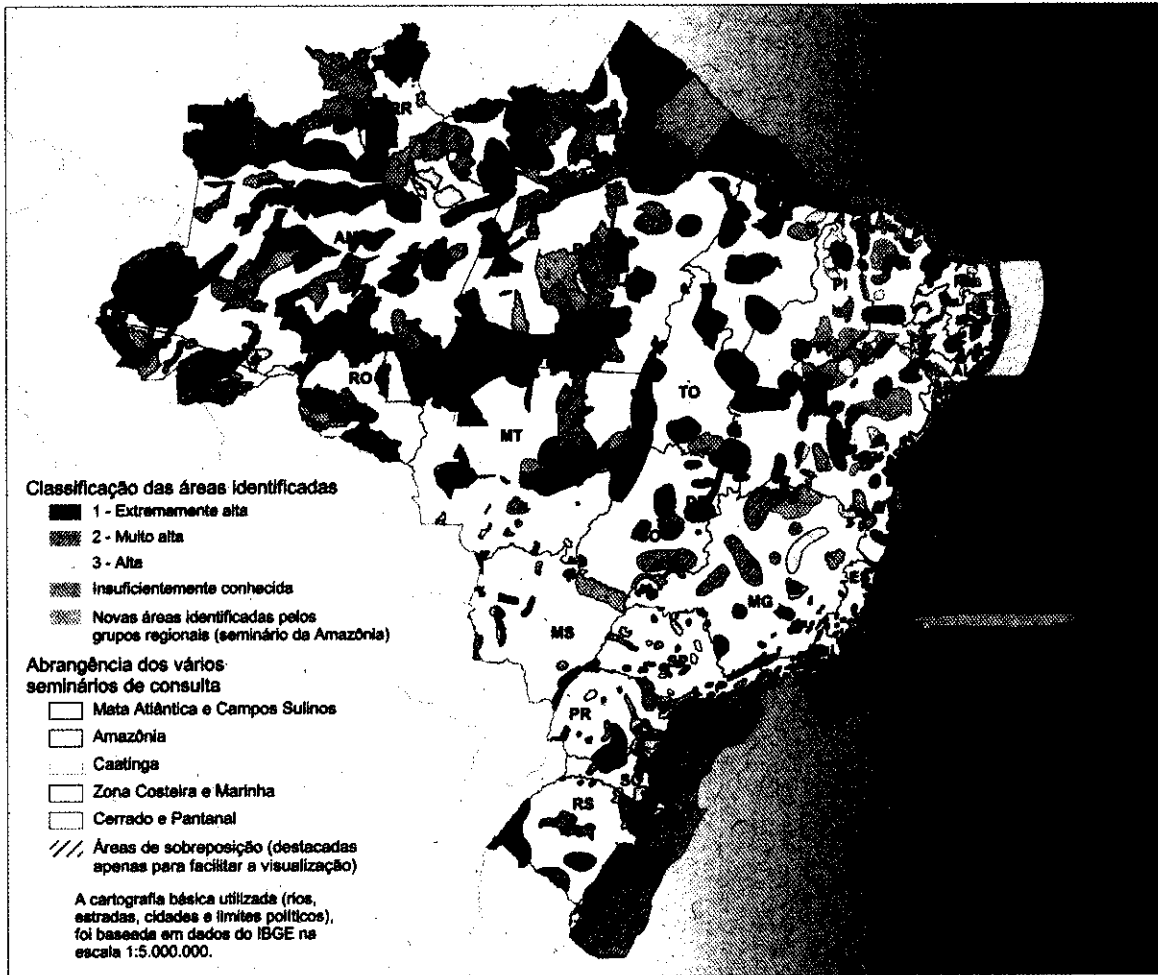 RR
AM
PI
RO
TO
MT
MG
ES
MS
SP
PR
SC
RS
Classificação das áreas identificadas
1 - Extremamente alta
2 - Muito alta
3 - Alta
Insuficientemente conhecida
Novas áreas identificadas pelos
grupos regionais (seminário da Amazônia)
Abrangência dos vários
seminários de consulta
Mata Atlântica e Campos Sulinos
Amazônia
Caatinga
Zona Costeira e Marinha
Cerrado e Pantanal
Áreas de sobreposição (destacadas
apenas para facilitar a visualização)
A cartografia básica utilizada (rios,
estradas, cidades e limites políticos),
foi baseada em dados do IBGE na
escala 1:5.000.000.